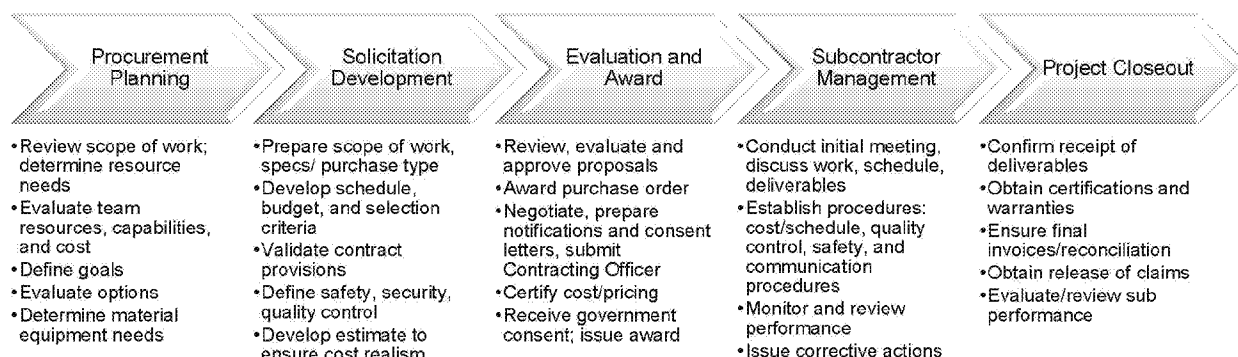 Procurement
Planning
Solicitation
Development
Evaluation and
Award
Subcontractor
Management
Project Closeout
•Review scope of work;
determine resource
needs
•Evaluate team
resources, capabilities,
and cost
•Define goals
•Evaluate options
•Determine material
equipment needs
•Prepare scope of work,
specs/ purchase type
•Develop schedule,
budget, and selection
criteria
•Validate contract
provisions
•Define safety, security,
quality control
•Develop estimate to
ensure cost realism
•Review, evaluate and
approve proposals
•Award purchase order
•Negotiate, prepare
notifications and consent
letters, submit
Contracting Officer
•Certify cost/pricing
•Receive government
consent; issue award
•Conduct initial meeting,
discuss work, schedule,
deliverables
•Establish procedures:
cost/schedule, quality
control, safety, and
communication
procedures
•Monitor and review
performance
•Issue corrective actions
•Confirm receipt of
deliverables
•Obtain certifications and
warranties
•Ensure final
invoices/reconciliation
•Obtain release of claims
•Evaluate/review sub
performance